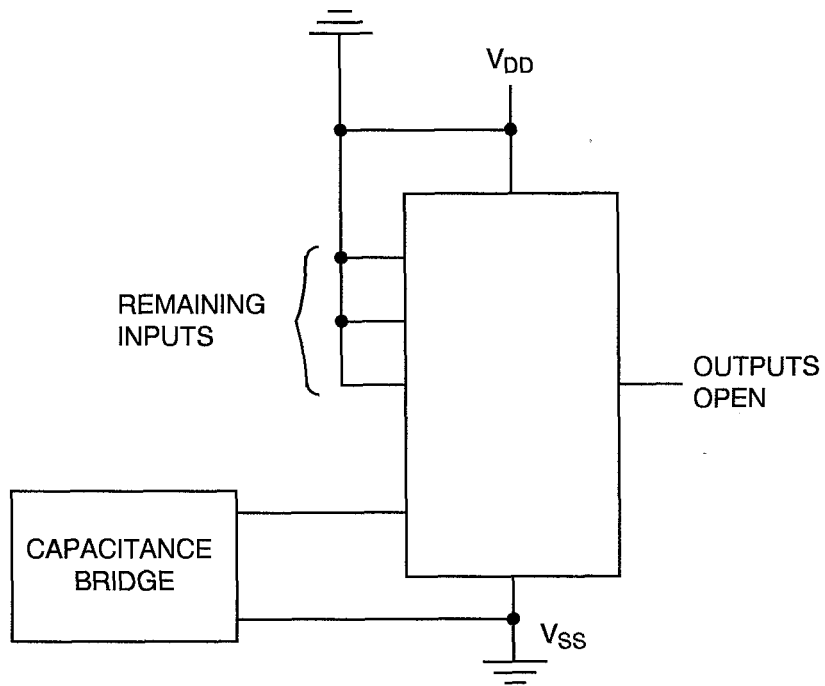 VDD
REMAINING
INPUTS
OUTPUTS
OPEN
CAPACITANCE
BRIDGE
VSS